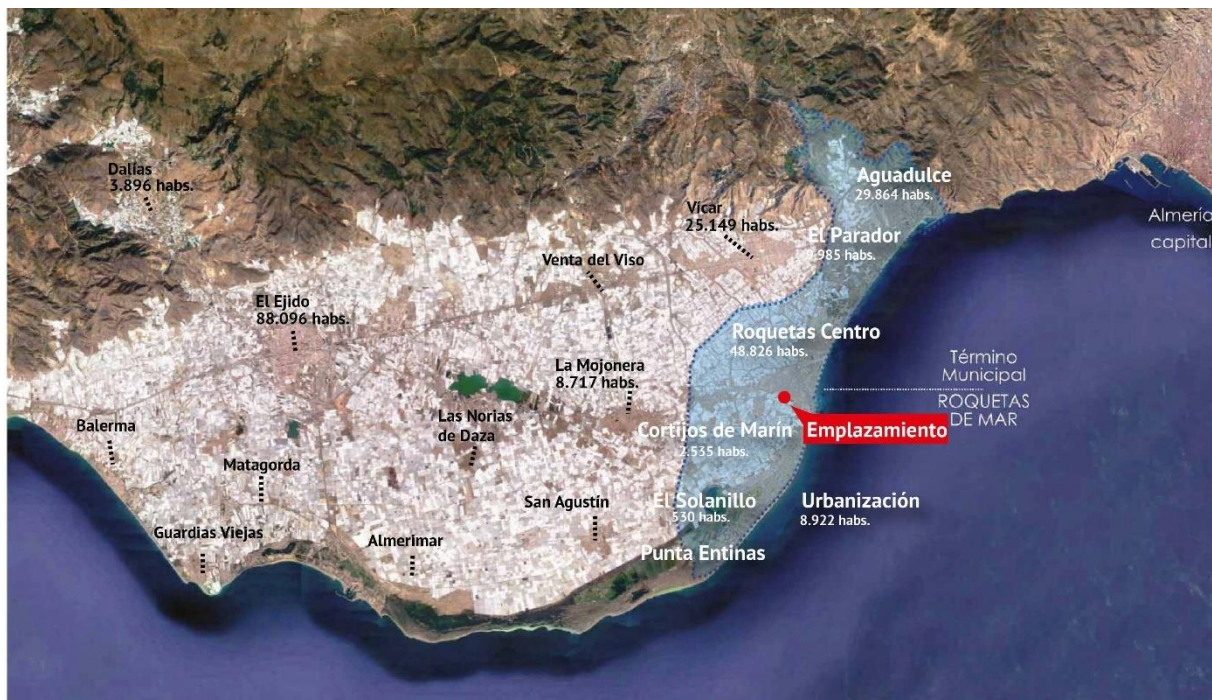 Dalías
3.896 habs.
Aguadulce
29.864 habs.
Vícar
25.149 habs.
Almería
capital
El Parador
.985 habs.
Venta del Viso
El Ejido
88.096 habs.
Roquetas Centro
48.826 habs.
La Mojonera
8.717 habs.
Término
Municipal
ROQUETAS
DE MAR
Las Norias
de Daza
Balerma
Cortijos de Marín
2.535 habs.
Emplazamiento
Matagorda
San Agustín
El Solanillo
530 habs.
Urbanización
8.922 habs.
Guardias Viejas
Almerimar
Punta Entinas